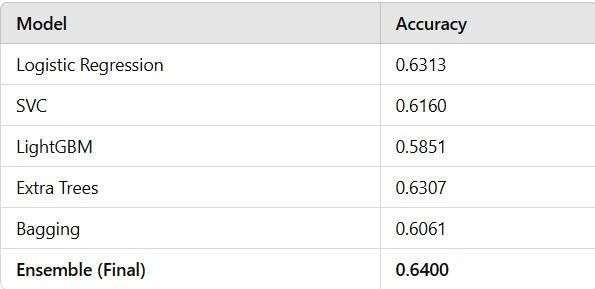 Model Accuracy
Logistic Regression 0.6313
SVC 0.6160
LightGBM 0.5851
Extra Trees 0.6307
Bagging 0.6061
Ensemble (Final) 0.6400